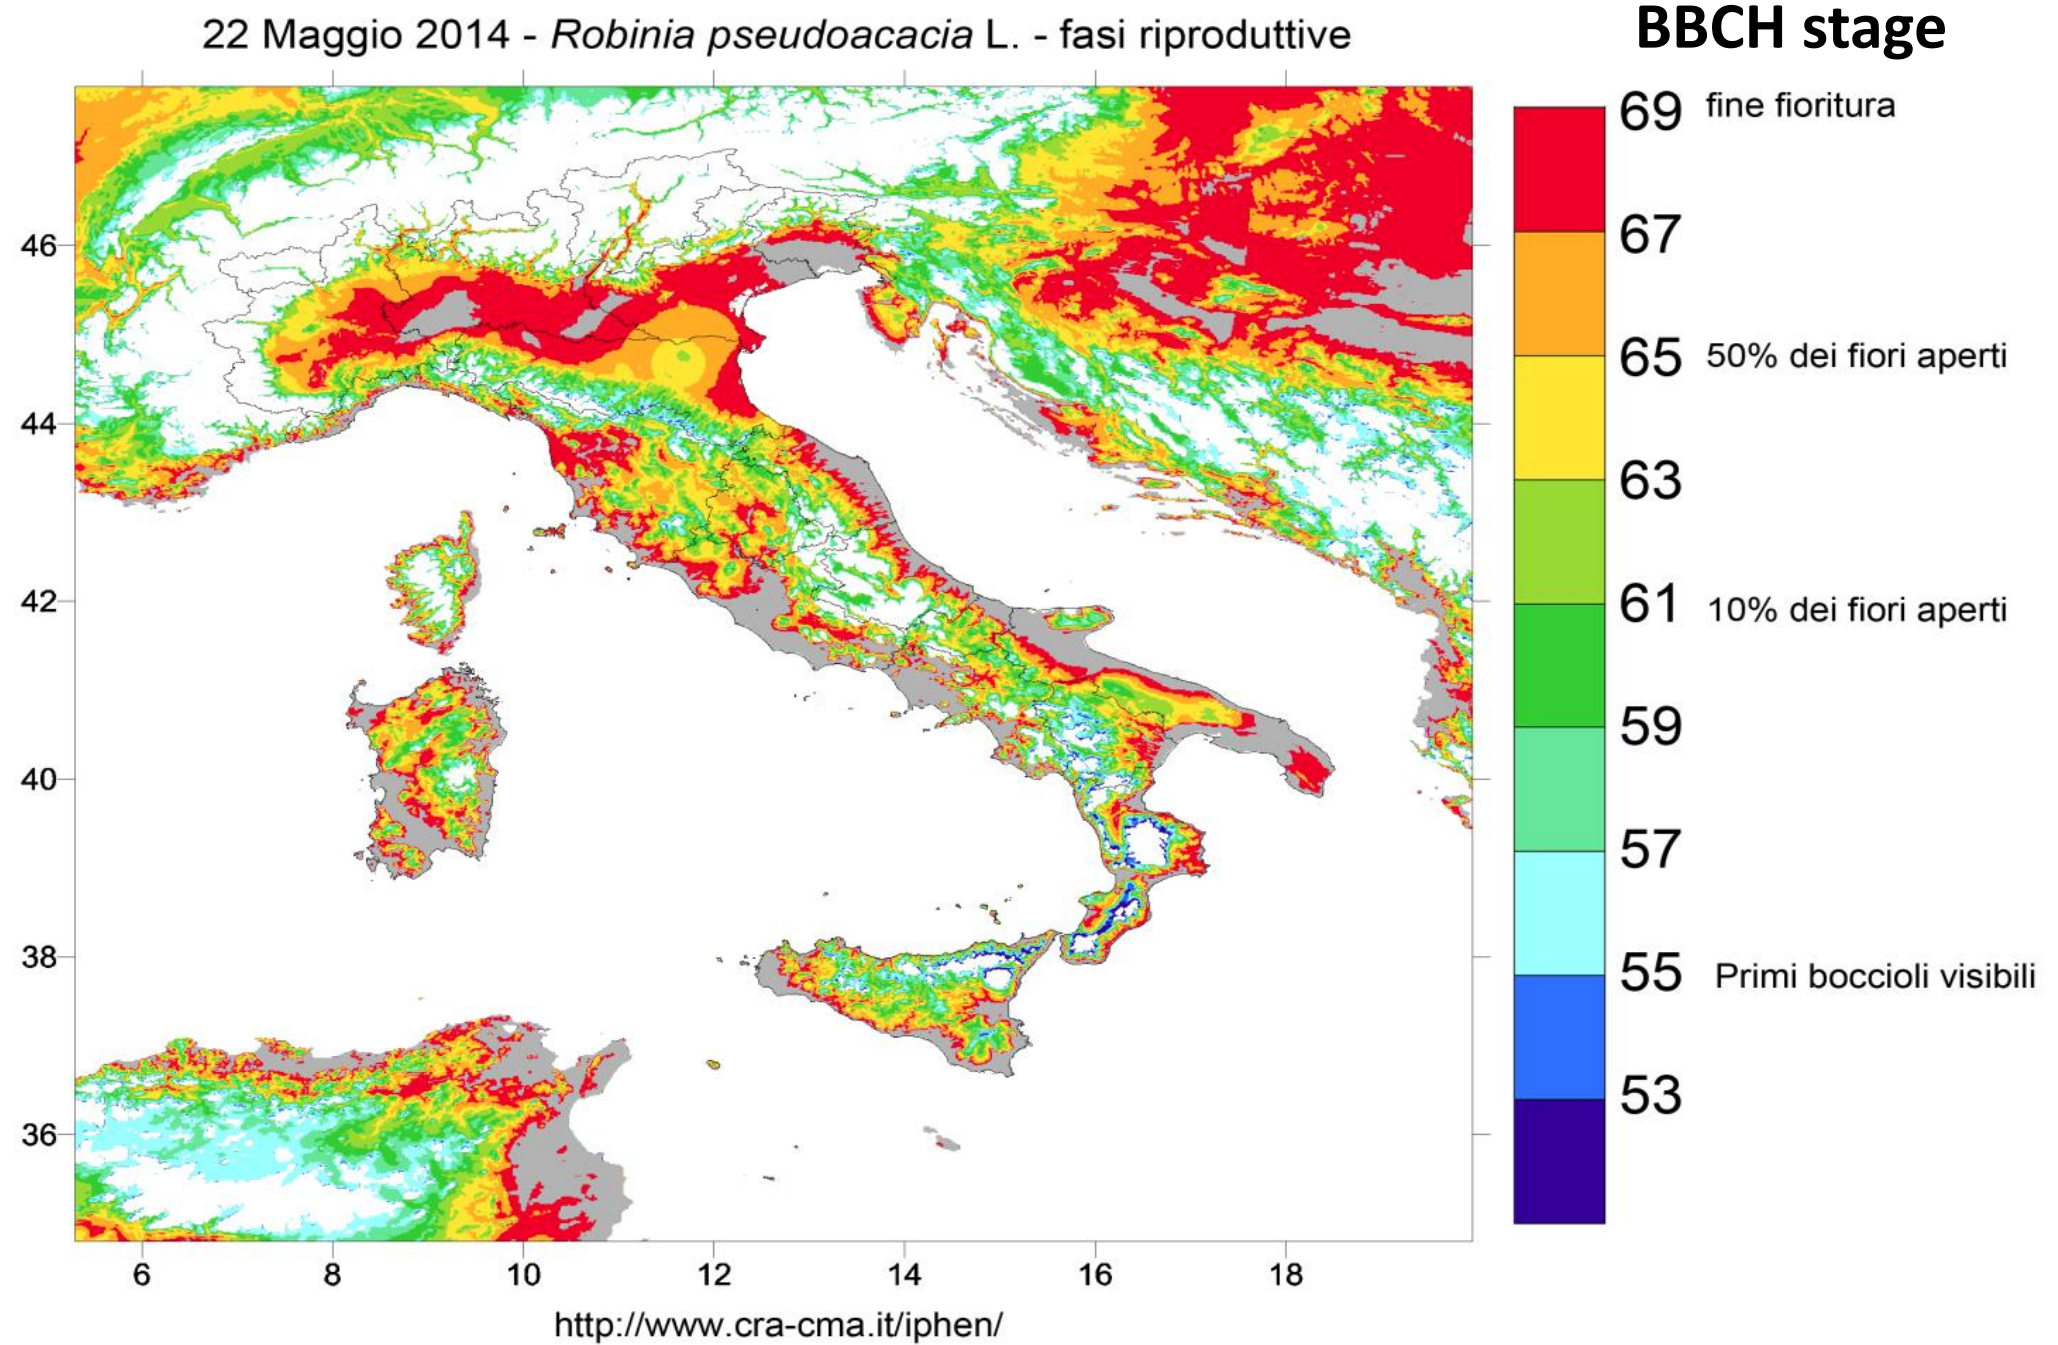 22 Maggio 2014 - Robinia pseudoacacia L. - fasi riproduttive
BBCH stage
69 fine fioritura
67
65 50% dei fiori aperti
63
61 10% dei fiori aperti
59
57
55 Primi boccioli visibili
53
46
44
42
40
38
36
6 8 10 12 14 16 18
http://www.cra-cma.it/iphen/